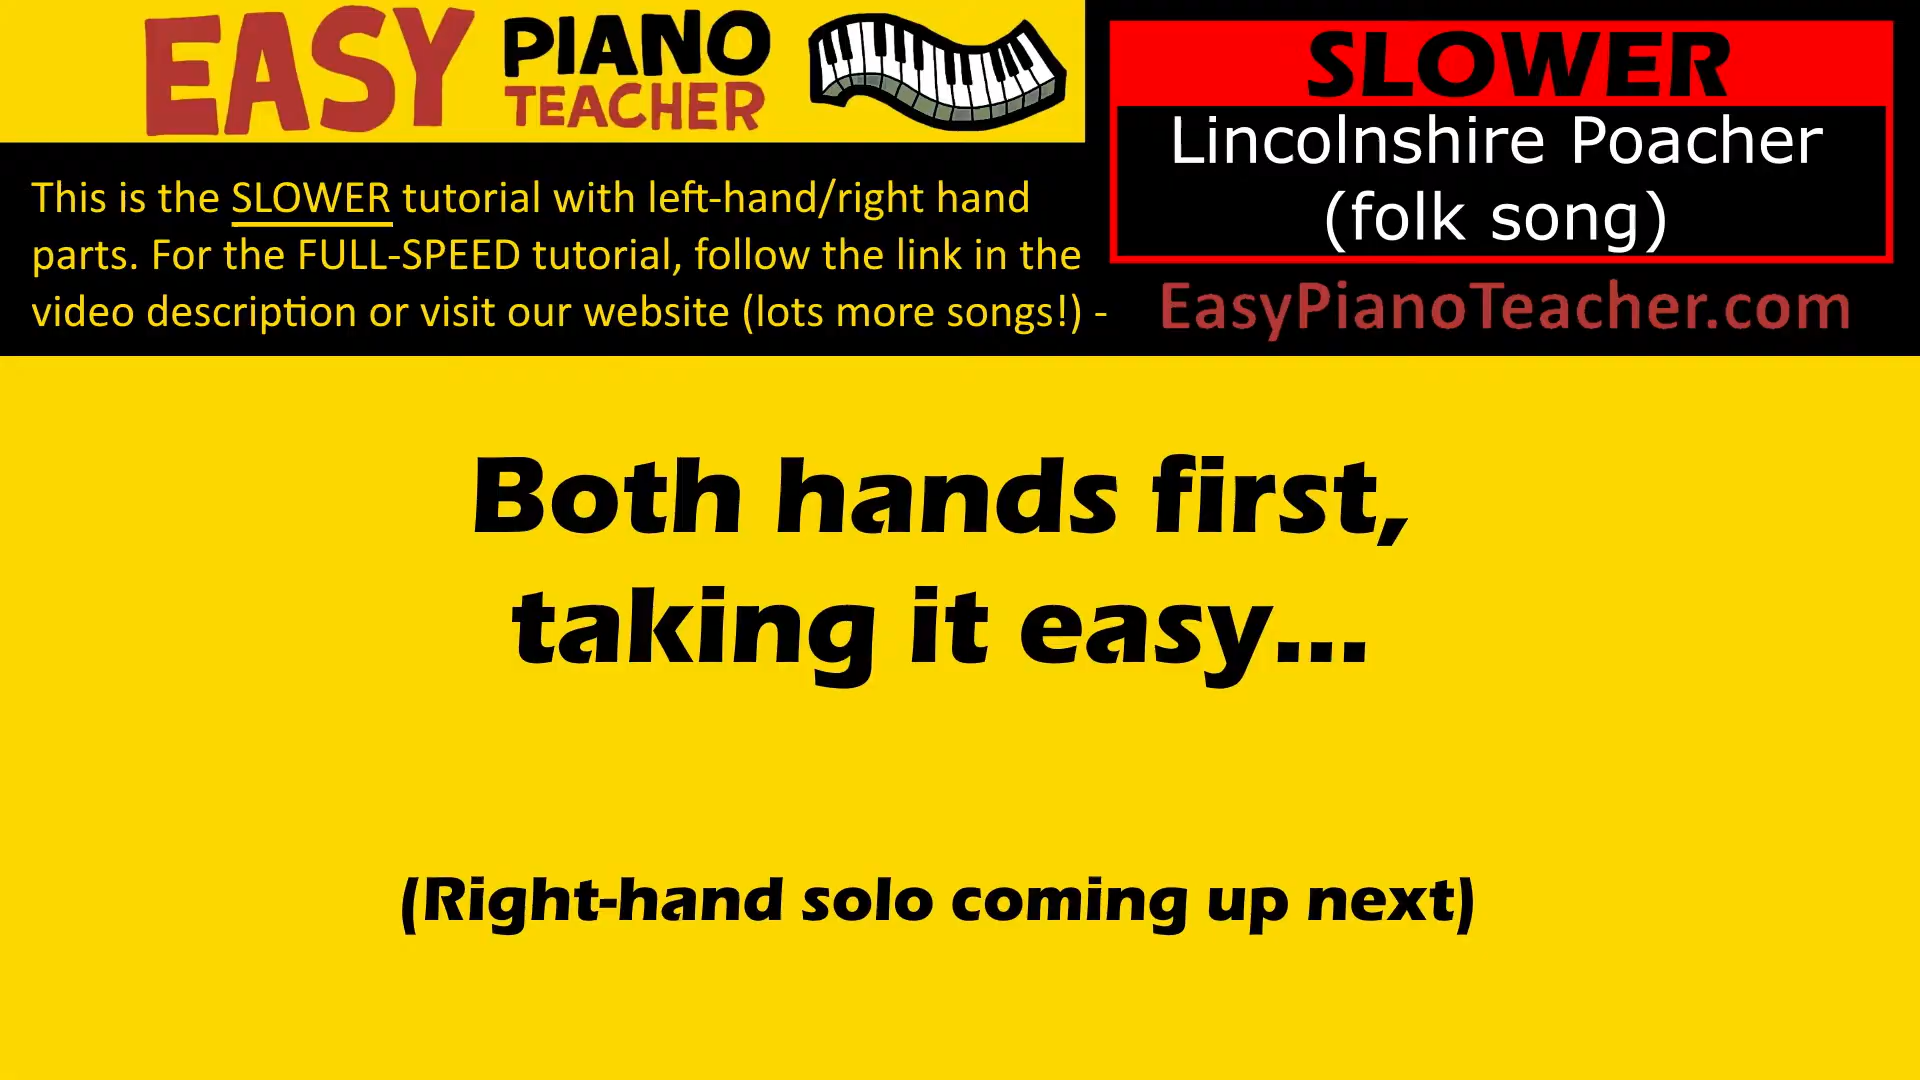 EASY PIANO TEACHER
SLOWER
Lincolnshire Poacher
(folk song)
This is the SLOWER tutorial with left-hand/right hand
parts. For the FULL-SPEED tutorial, follow the link in the
video description or visit our website (lots more songs!) - EasyPianoTeacher.com
Both hands first,
taking it easy...
(Right-hand solo coming up next)